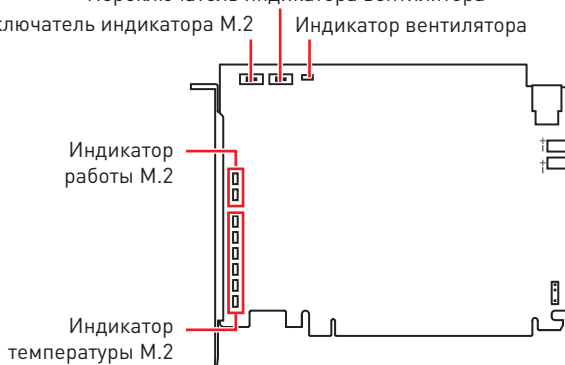 Переключатель индикатора вентилятора
ключатель индикатора M.2
Индикатор вентилятора
Индикатор
работы M.2
Индикатор
температуры M.2